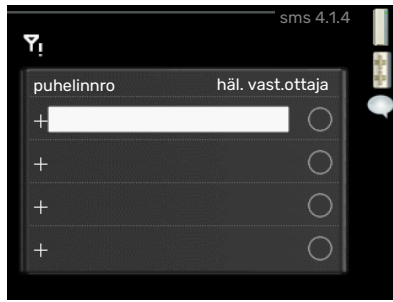 sms 4.1.4
puhelinnro häl. vast.ottaja
+
+
+
+